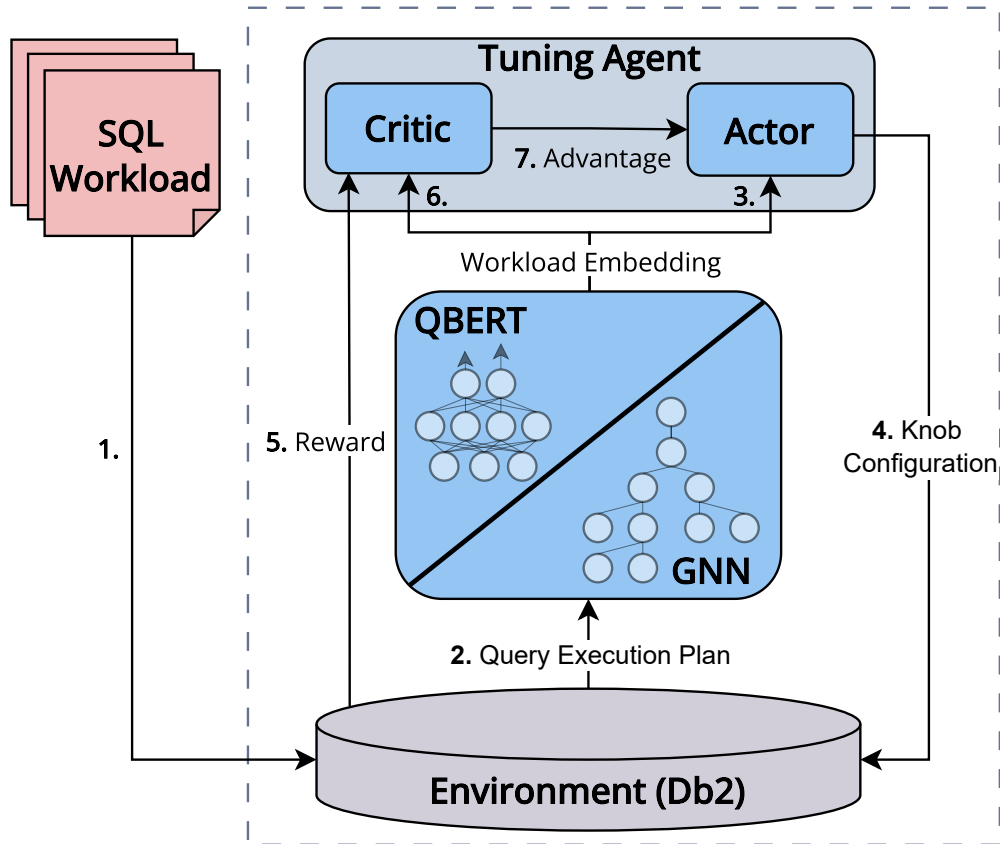 Tuning Agent
SQL
Workload
Critic
Actor
7. Advantage
6.
3.
Workload Embedding
QBERT
1.
5. Reward
4. Knob
Configuration
GNN
2. Query Execution Plan
Environment (Db2)